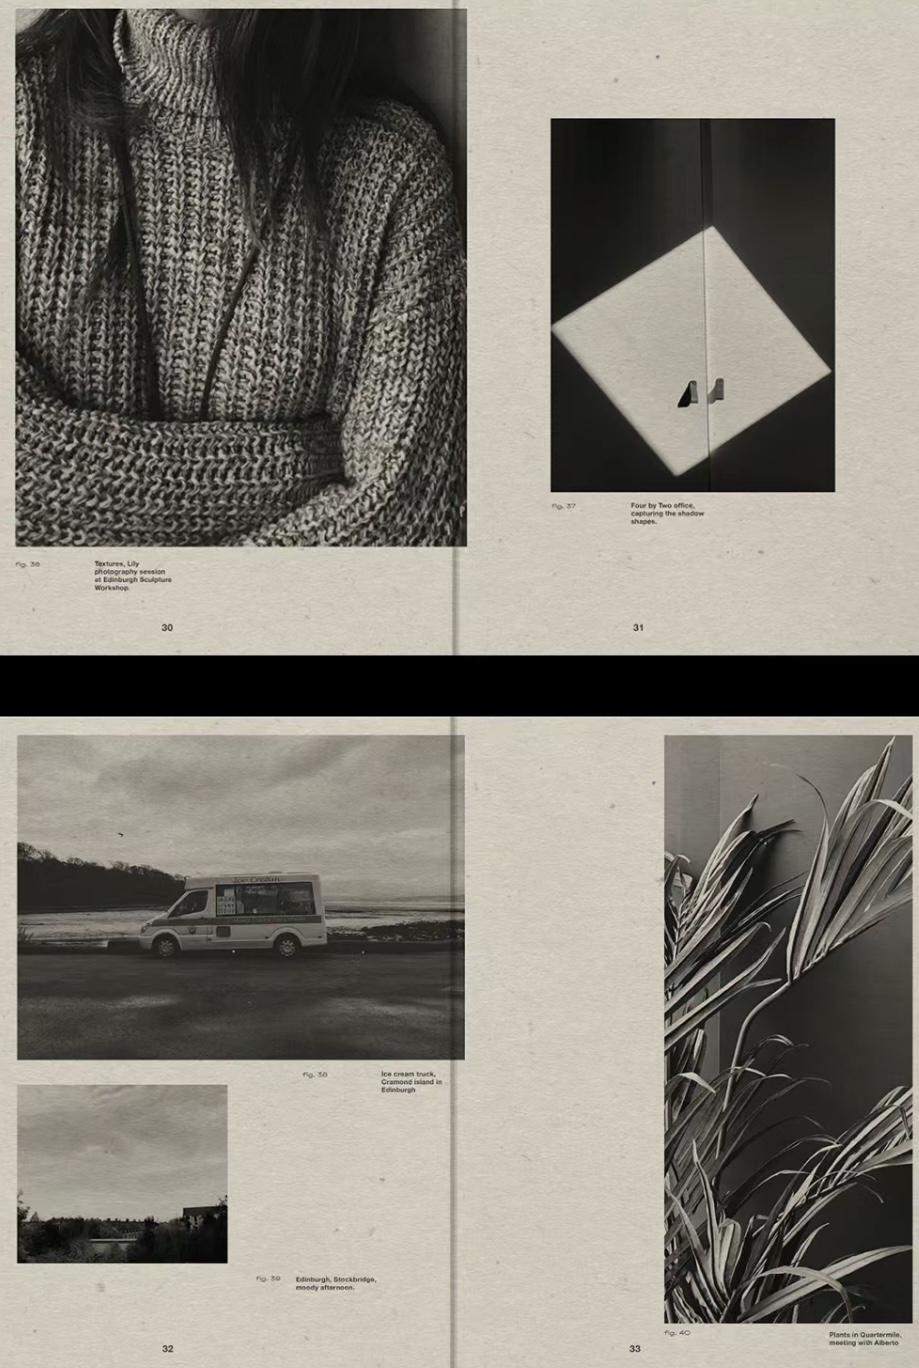 fig. 36
Textures, Lily
photography session
at Edinburgh Sculpture
Workshop.
30
fig. 37
Four by Two office,
capturing the shadow
shapes.
31
Ice Cream
fig. 38
Ice cream truck,
Cramond island in
Edinburgh
fig. 39
Edinburgh, Stockbridge,
moody afternoon.
32
fig. 40
Plants in Quartermile,
meeting with Alberto
33